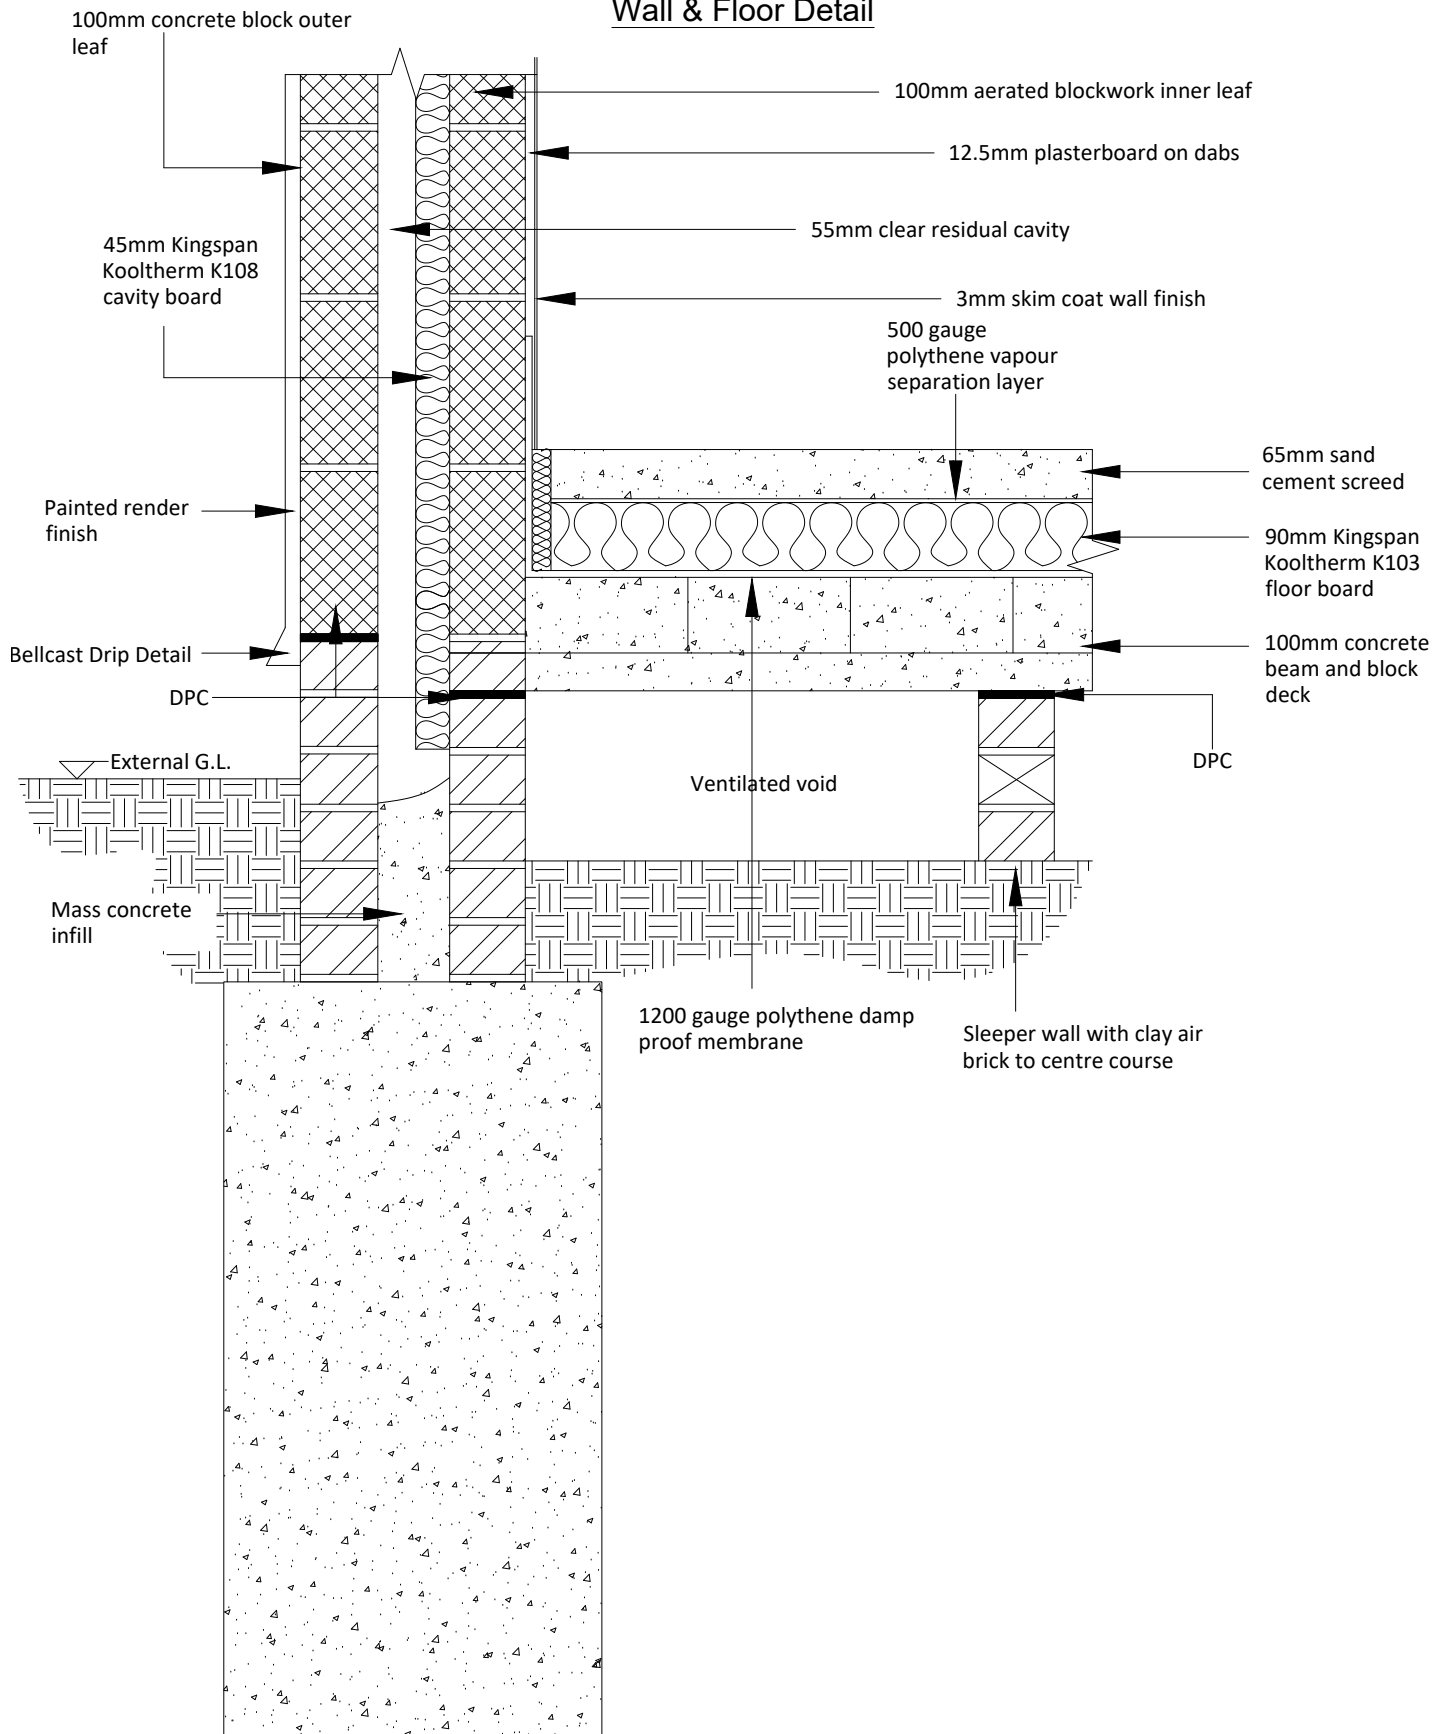 Wall & Floor Detail
100mm concrete block outer
leaf
100mm aerated blockwork inner leaf
12.5mm plasterboard on dabs
55mm clear residual cavity
45mm Kingspan
Kooltherm K108
cavity board
3mm skim coat wall finish
500 gauge
polythene vapour
separation layer
65mm sand
cement screed
Painted render
finish
90mm Kingspan
Kooltherm K103
floor board
Bellcast Drip Detail
100mm concrete
beam and block
deck
DPC
External G.L.
DPC
Ventilated void
Mass concrete
infill
1200 gauge polythene damp
proof membrane
Sleeper wall with clay air
brick to centre course